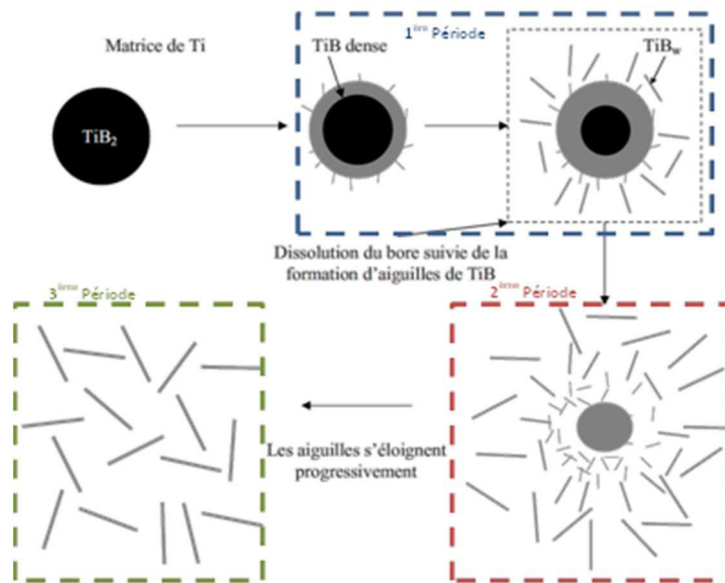 Matrice de Ti
TiB dense
1ière Période
TiBw
TiB2
Dissolution du bore suivie de la
formation d'aiguilles de TiB
3ième Période
2ième Période
Les aiguilles s'éloignent
progressivement